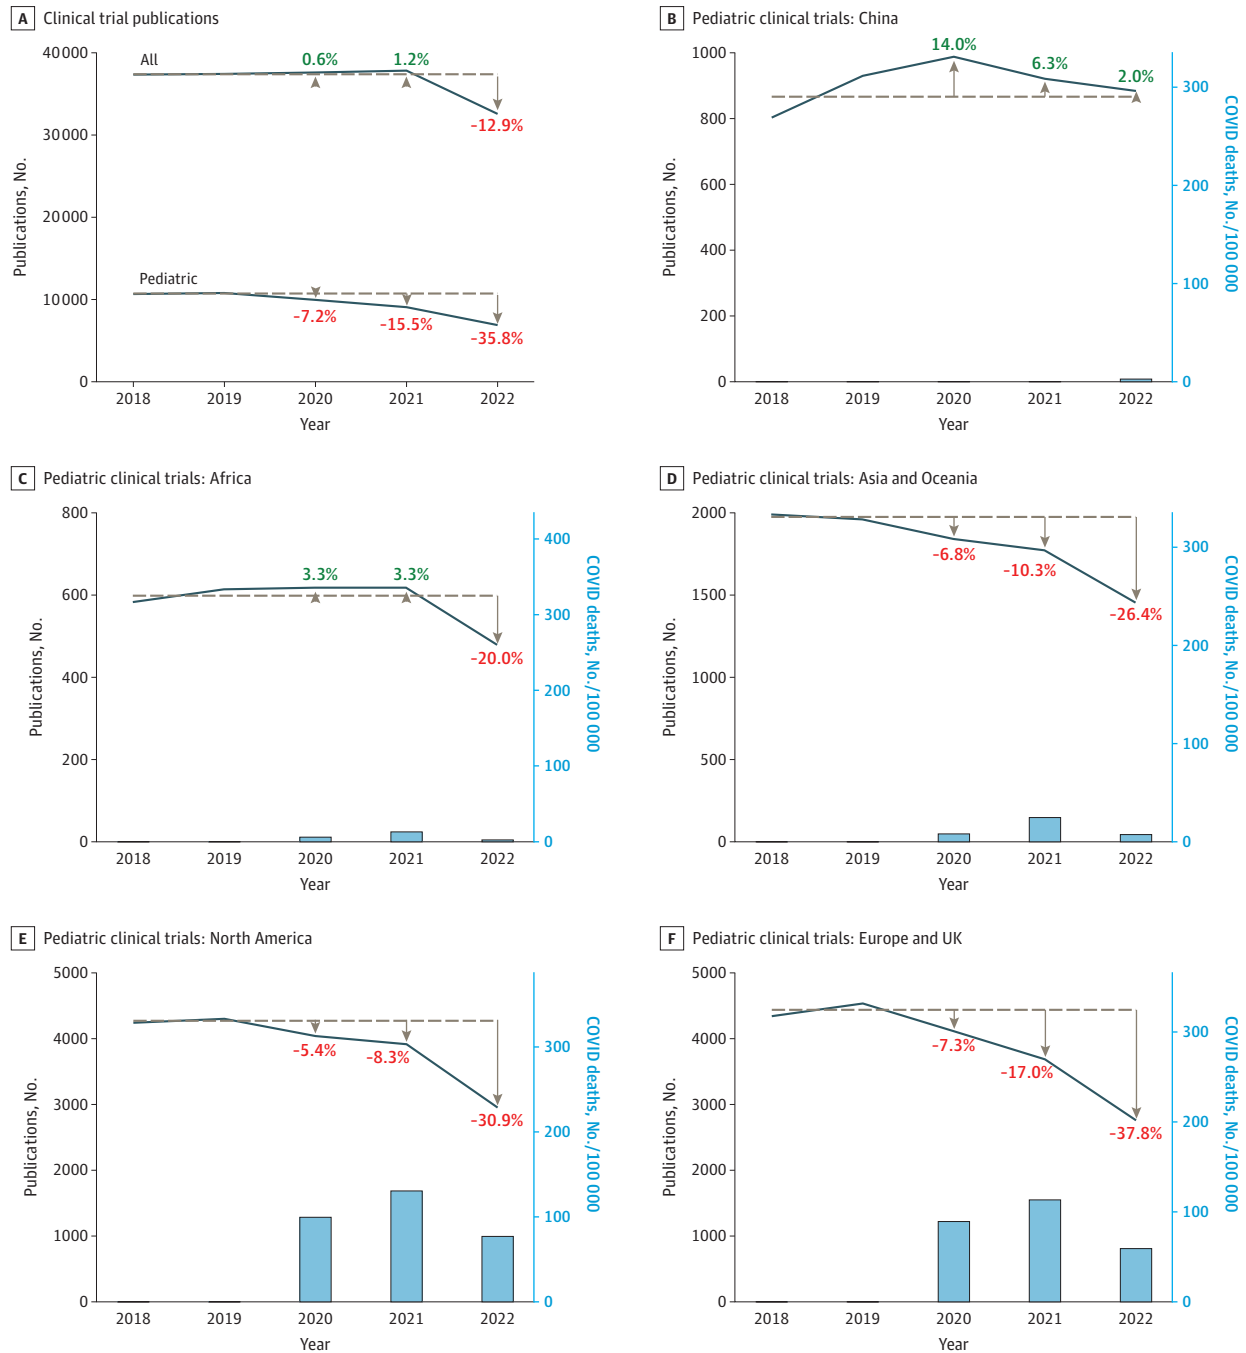 A Clinical trial publications
40 000
30 000
20 000
10 000
0
Publications, No.
All
0.6%
1.2%
-12.9%
Pediatric
-7.2%
-15.5%
-35.8%
2018 2019 2020 2021 2022
Year
B Pediatric clinical trials: China
1000
800
600
400
200
0
Publications, No.
14.0%
6.3%
2.0%
300
200
100
0
COVID deaths, No./100 000
2018 2019 2020 2021 2022
Year
C Pediatric clinical trials: Africa
800
600
400
200
0
Publications, No.
3.3%
3.3%
-20.0%
400
300
200
100
0
COVID deaths, No./100 000
2018 2019 2020 2021 2022
Year
D Pediatric clinical trials: Asia and Oceania
2000
1500
1000
500
0
Publications, No.
-6.8%
-10.3%
-26.4%
300
200
100
0
COVID deaths, No./100 000
2018 2019 2020 2021 2022
Year
E Pediatric clinical trials: North America
5000
4000
3000
2000
1000
0
Publications, No.
-5.4%
-8.3%
-30.9%
300
200
100
0
COVID deaths, No./100 000
2018 2019 2020 2021 2022
Year
F Pediatric clinical trials: Europe and UK
5000
4000
3000
2000
1000
0
Publications, No.
-7.3%
-17.0%
-37.8%
300
200
100
0
COVID deaths, No./100 000
2018 2019 2020 2021 2022
Year